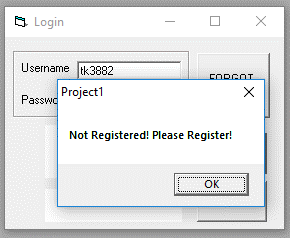 Login
Username tk3882
FORGOT
Passwo
Project1
Not Registered! Please Register!
OK